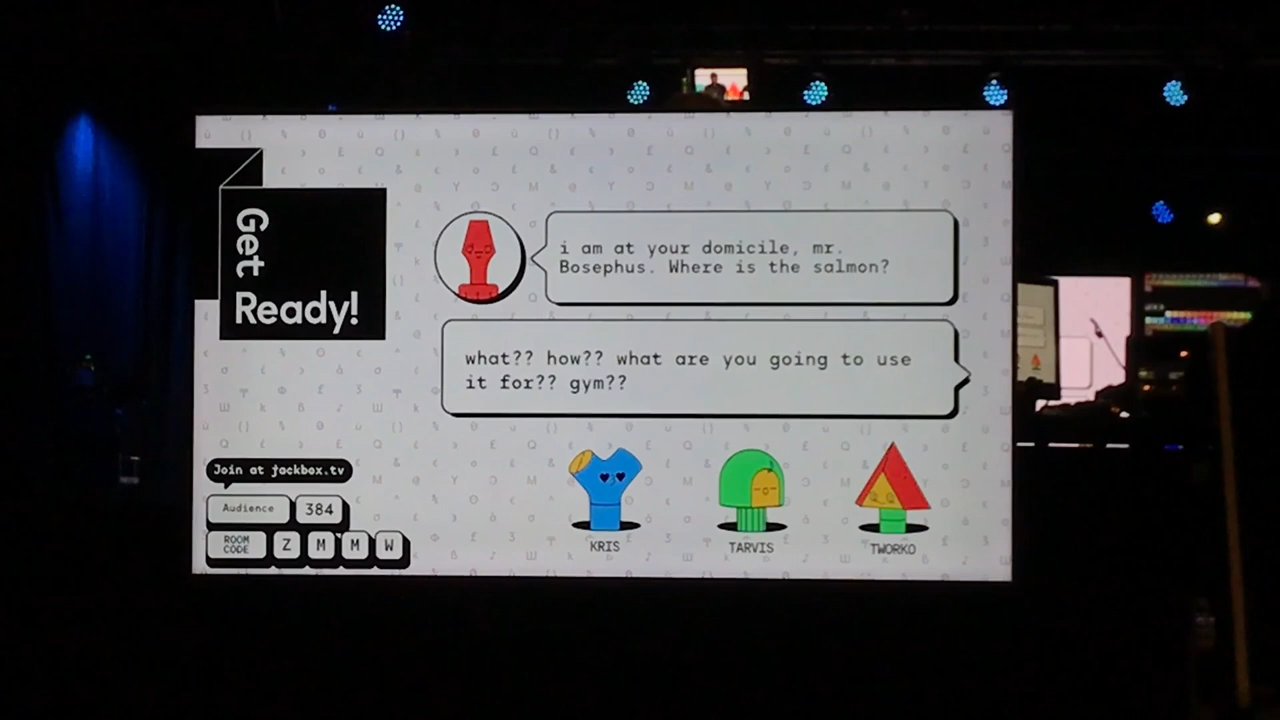 Get
Ready!
i am at your domicile, mr.
Bosephus. Where is the salmon?
what?? how?? what are you going to use
it for?? gym??
Join at jackbox.tv
Audience 384
ROOM
CODE Z M M W
KRIS TARVIS TWORKO